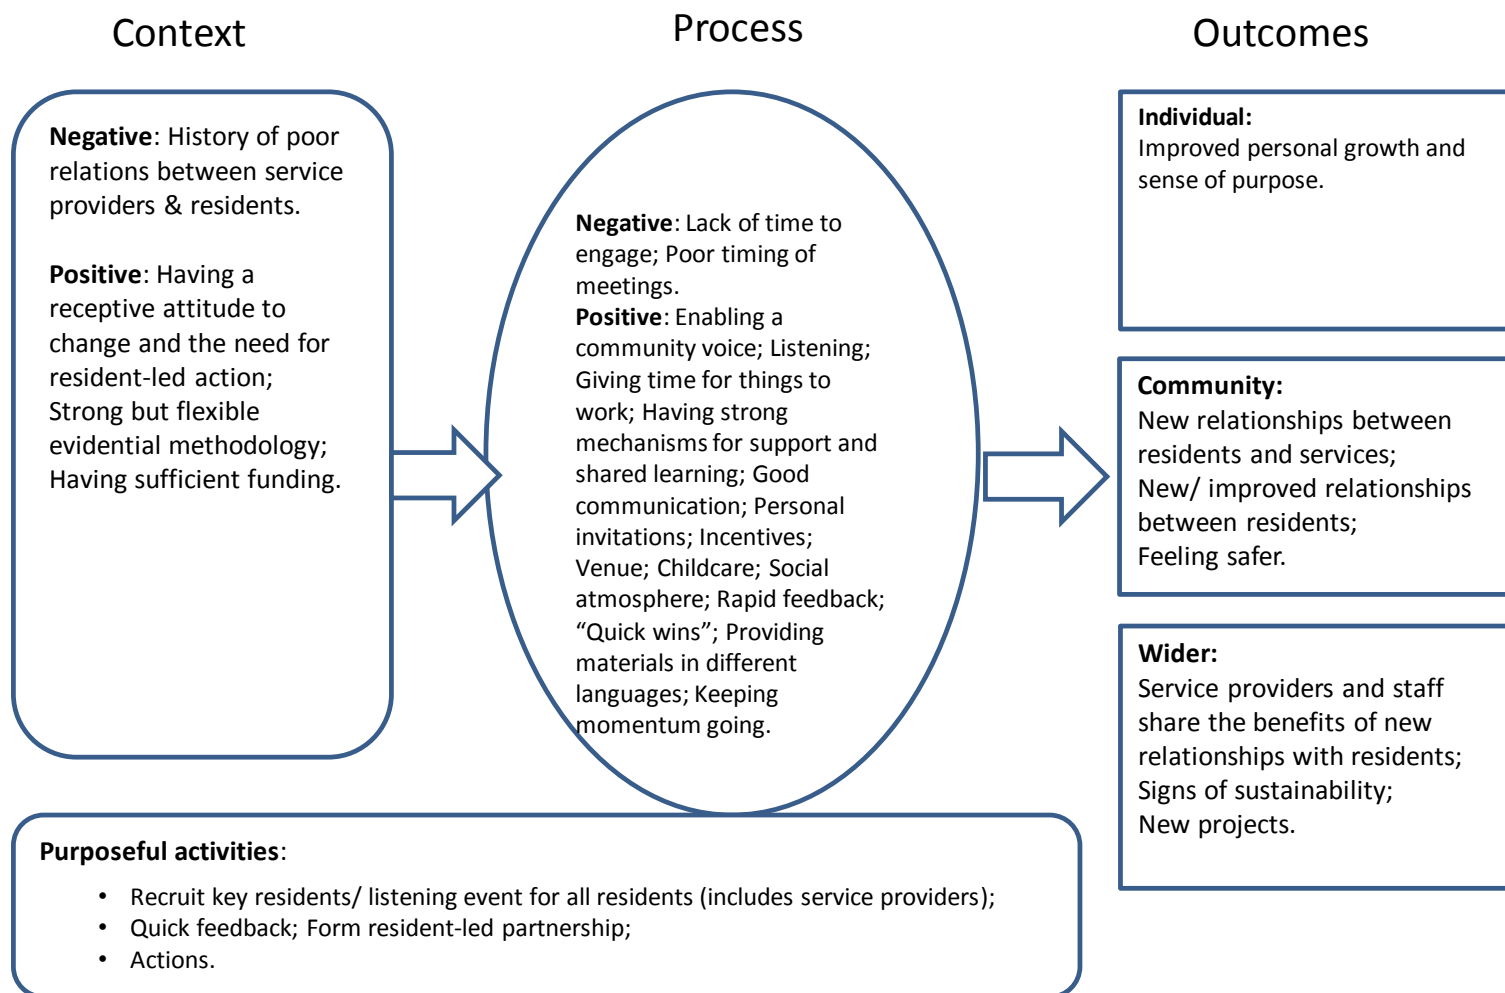 Context
Process
Outcomes
Negative: History of poor
relations between service
providers & residents.
Positive: Having a
receptive attitude to
change and the need for
resident-led action;
Strong but flexible
evidential methodology;
Having sufficient funding.
Negative: Lack of time to
engage; Poor timing of
meetings.
Positive: Enabling a
community voice; Listening;
Giving time for things to
work; Having strong
mechanisms for support and
shared learning; Good
communication; Personal
invitations; Incentives;
Venue; Childcare; Social
atmosphere; Rapid feedback;
“Quick wins”; Providing
materials in different
languages; Keeping
momentum going.
Individual:
Improved personal growth and
sense of purpose.
Community:
New relationships between
residents and services;
New/ improved relationships
between residents;
Feeling safer.
Wider:
Service providers and staff
share the benefits of new
relationships with residents;
Signs of sustainability;
New projects.
Purposeful activities:
• Recruit key residents/ listening event for all residents (includes service providers);
• Quick feedback; Form resident-led partnership;
• Actions.